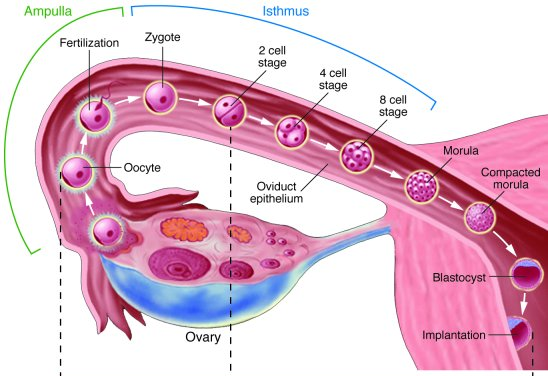 Ampulla
Isthmus
Fertilization
Zygote
2 cell
stage
4 cell
stage
8 cell
stage
Morula
Compacted
morula
Oocyte
Oviduct
epithelium
Blastocyst
Implantation
Ovary